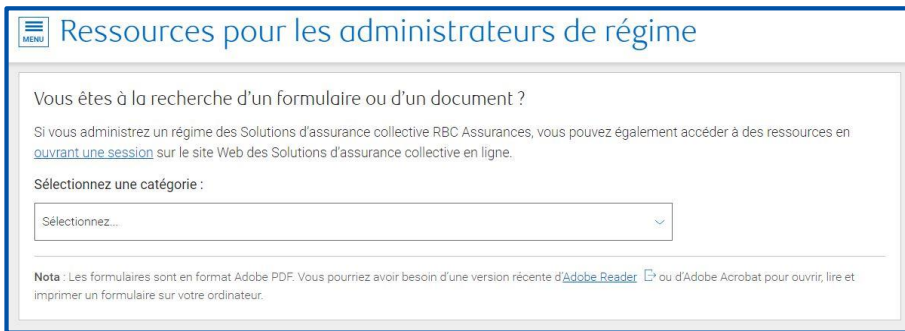 MENU Ressources pour les administrateurs de régime
Vous êtes à la recherche d'un formulaire ou d'un document ?
Si vous administrez un régime des Solutions d'assurance collective RBC Assurances, vous pouvez également accéder à des ressources en
ouvrant une session sur le site Web des Solutions d'assurance collective en ligne.
Sélectionnez une catégorie :
Sélectionnez...
Nota : Les formulaires sont en format Adobe PDF. Vous pourriez avoir besoin d'une version récente d'Adobe Reader ou d'Adobe Acrobat pour ouvrir, lire et
imprimer un formulaire sur votre ordinateur.